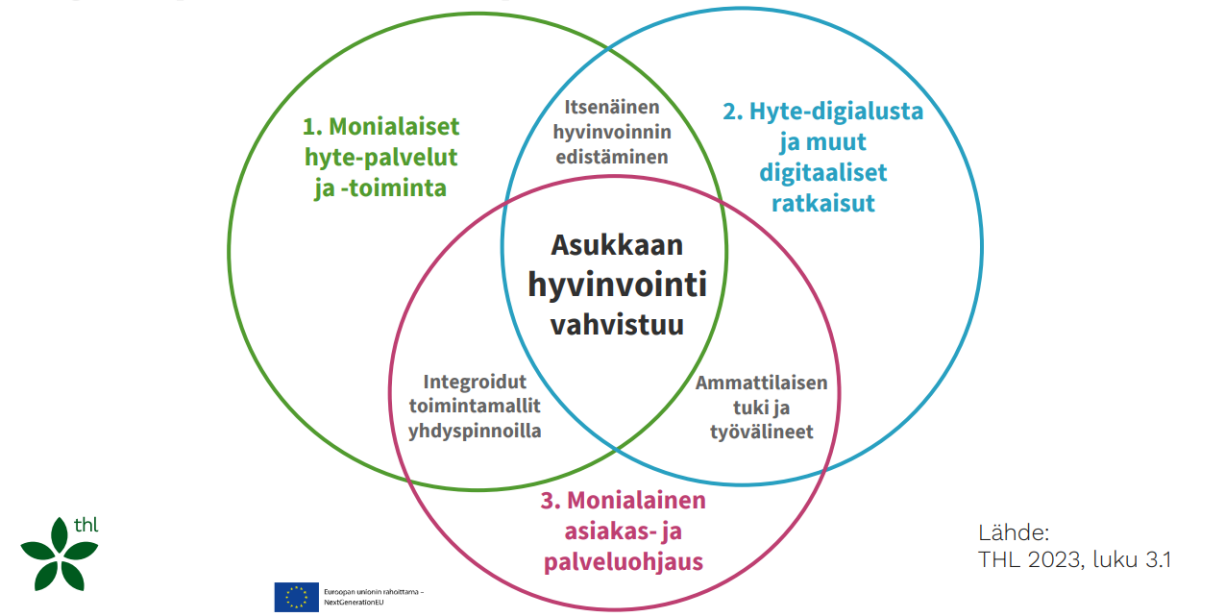 1. Monialaiset
hyte-palvelut
ja -toiminta
Itsenäinen
hyvinvoinnin
edistäminen
2. Hyte-digialusta
ja muut
digitaaliset
ratkaisut
Asukkaan
hyvinvointi
vahvistuu
Integroidut
toimintamallit
yhdyspinnoilla
Ammattilaisen
tuki ja
työvälineet
3. Monialainen
asiakas- ja
palveluohjaus
thl
Euroopan unionin rahoittama –
NextGenerationEU
Lähde:
THL 2023, luku 3.1